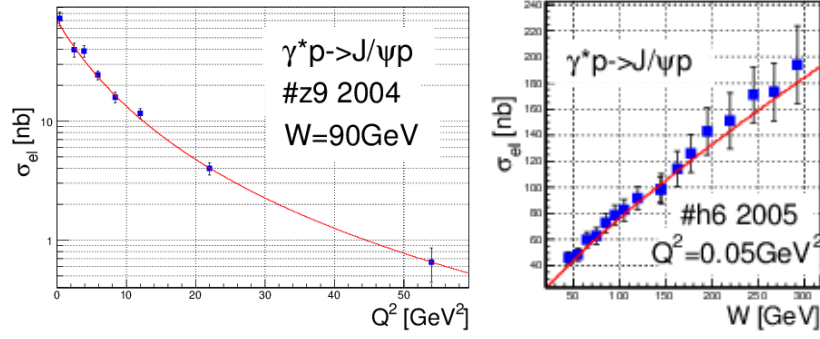 γ*p->J/ψp
#z9 2004
W=90GeV
σel [nb]
10
1
0 10 20 30 40 50
Q² [GeV²]
γ*p->J/ψp
#h6 2005
Q²=0.05GeV²
σel [nb]
240
220
200
180
160
140
120
100
80
60
40
50 100 150 200 250 300
W [GeV]